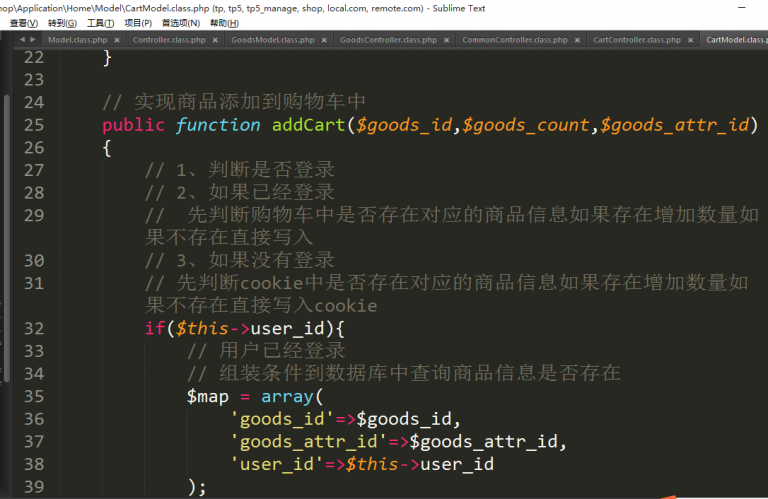 hop\Application\Home\Model\CartModel.class.php (tp, tp5, tp5_manage, shop, local.com, remote.com) - Sublime Text
查看(V) 转到(G) 工具(T) 项目(P) 首选项(N) 帮助(H)
Model.class.php × Controller.class.php × GoodsModel.class.php × GoodsController.class.php × CommonController.class.php × CartController.class.php × CartModel.class.p
22 }
23
24 // 实现商品添加到购物车中
25 public function addCart($goods_id,$goods_count,$goods_attr_id)
26 {
27 // 1、判断是否登录
28 // 2、如果已经登录
29 // 先判断购物车中是否存在对应的商品信息如果存在增加数量如
果不存在直接写入
30 // 3、如果没有登录
31 // 先判断cookie中是否存在对应的商品信息如果存在增加数量如
果不存在直接写入cookie
32 if($this->user_id){
33 // 用户已经登录
34 // 组装条件到数据库中查询商品信息是否存在
35 $map = array(
36 'goods_id'=>$goods_id,
37 'goods_attr_id'=>$goods_attr_id,
38 'user_id'=>$this->user_id
39 );